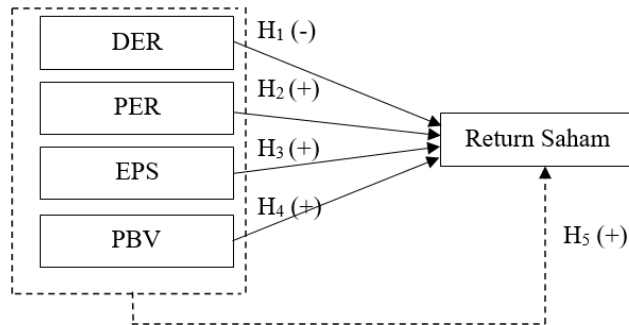 DER
H₁ (-)
PER
H₂ (+)
EPS
H₃ (+)
PBV
H₄ (+)
Return Saham
H₅ (+)